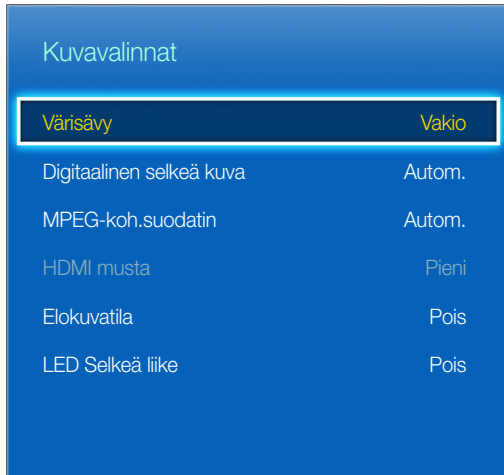 Kuvavalinnat
Värisävy Vakio
Digitaalinen selkeä kuva Autom.
MPEG-koh.suodatin Autom.
HDMI musta Pieni
Elokuvatila Pois
LED Selkeä liike Pois